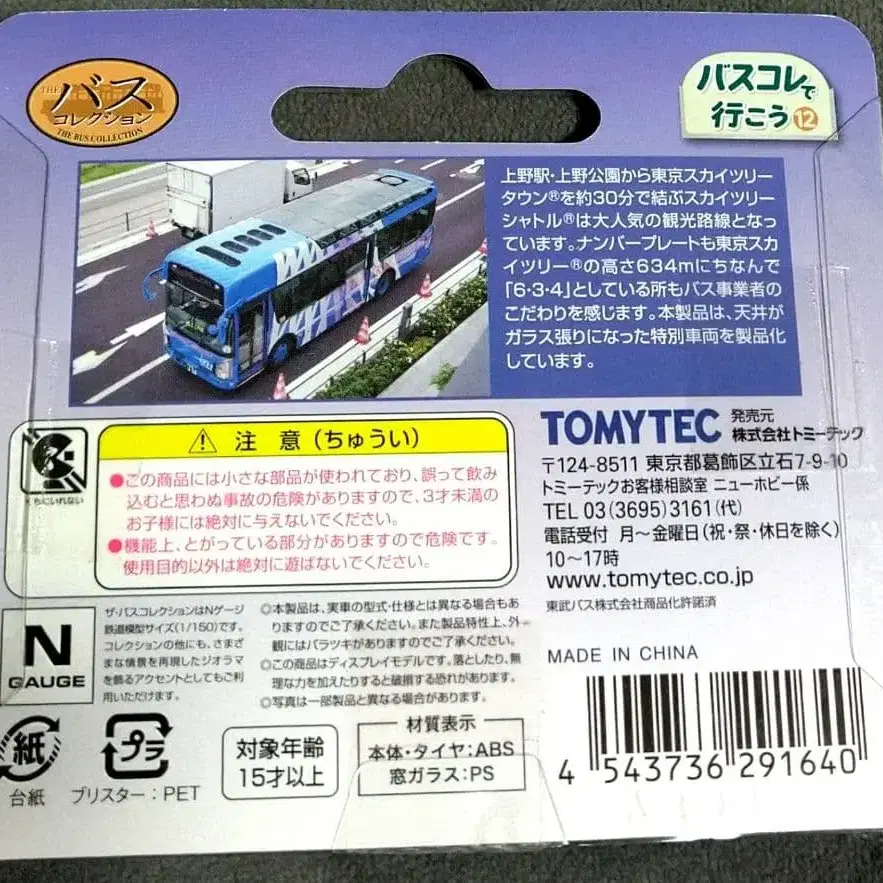 THE バス
コレクション
THE BUS COLLECTION
バスコレで
行こう⑫
上野駅・上野公園から東京スカイツリー
タウン®を約30分で結ぶスカイツリー
シャトル®は大人気の観光路線となっ
ています。ナンバープレートも東京スカ
イツリー®の高さ634mにちなんで
「6・3・4」としている所もバス事業者の
こだわりを感じます。本製品は、天井が
ガラス張りになった特別車両を製品化
しています。
TOMYTEC 発売元
株式会社トミーテック
〒124-8511 東京都葛飾区立石7-9-10
トミーテックお客様相談室 ニューホビー係
TEL 03(3695)3161(代)
電話受付 月～金曜日(祝・祭・休日を除く)
10～17時
www.tomytec.co.jp
東武バス株式会社商品化許諾済
くちにいれない
注意(ちゅうい)
●この商品には小さな部品が使われており、誤って飲み
込むと思わぬ事故の危険がありますので、3才未満の
お子様には絶対に与えないでください。
●機能上、とがっている部分がありますので危険です。
使用目的以外は絶対に遊ばないでください。
N
GAUGE
ザ・バスコレクションはNゲージ
鉄道模型サイズ(1/150)です。
コレクションの他にも、さまざ
まな情景を再現したジオラマ
を飾るアクセントとしてもご利
用いただけます。
◎本製品は、実車の型式・仕様とは異なる場合もあ
りますのでご了承ください。また製品特性上、外
観にはバラツキがありますのでご了承ください。
◎この商品はディスプレイモデルです。落としたり、無
理な力を加えたりすると破損する恐れがあります。
◎写真は一部製品と異なる場合があります。
MADE IN CHINA
紙
台紙
プラ
ブリスター:PET
対象年齢
15才以上
材質表示
本体・タイヤ:ABS
窓ガラス:PS
4 543736 291640